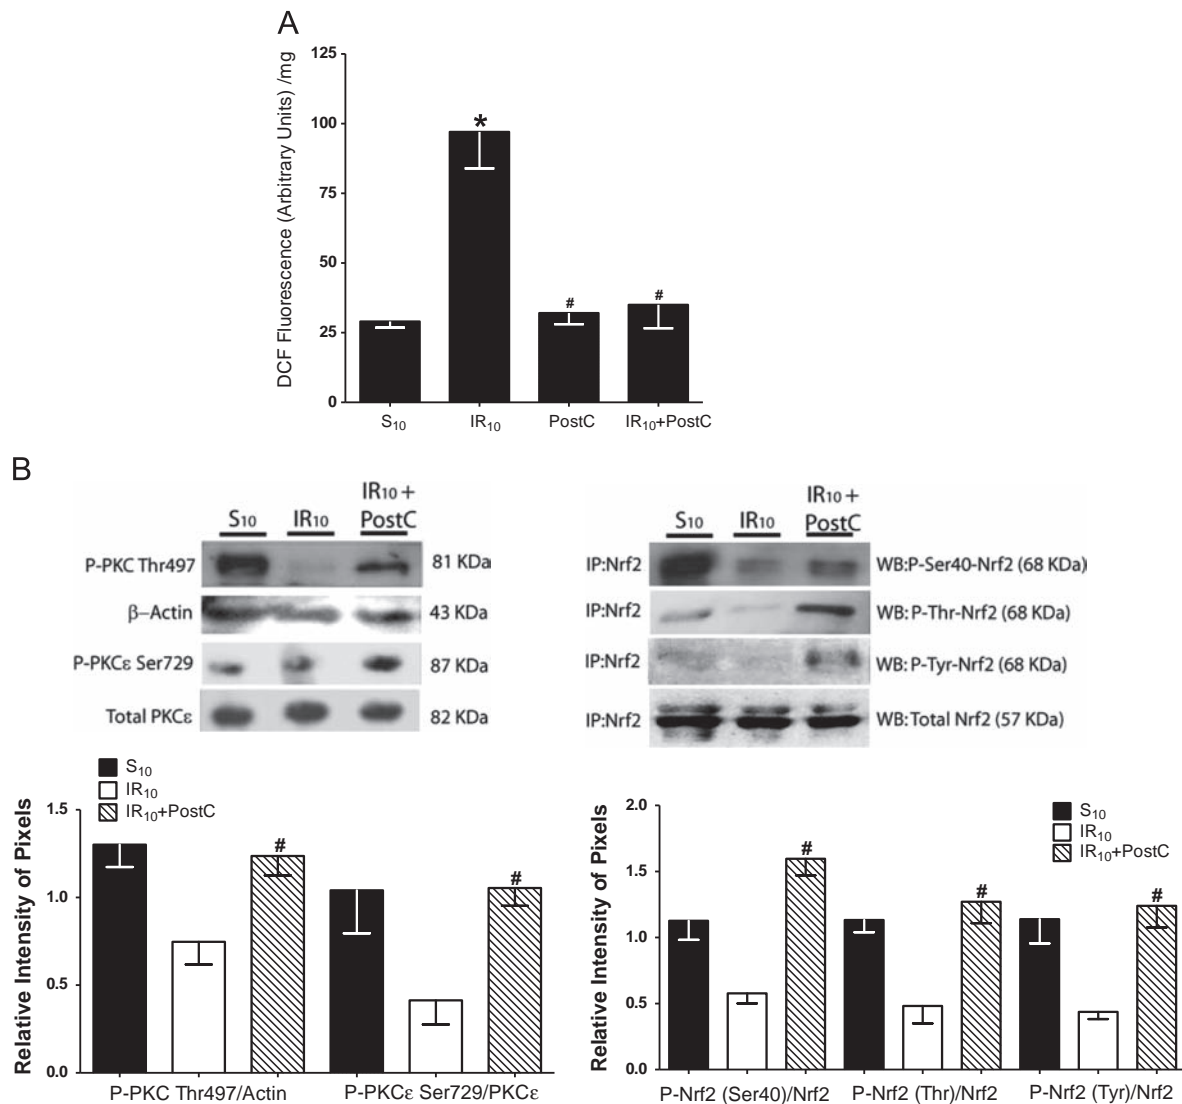 A
DCF Fluorescence (Arbitrary Units) /mg
125
100
75
50
25
0
*
#
#
S₁₀
IR₁₀
PostC
IR₁₀+PostC
B
S₁₀
IR₁₀
IR₁₀ +
PostC
P-PKC Thr497
81 KDa
β–Actin
43 KDa
P-PKCε Ser729
87 KDa
Total PKCε
82 KDa
S₁₀
IR₁₀
IR₁₀ +
PostC
IP:Nrf2
WB:P-Ser40-Nrf2 (68 KDa)
IP:Nrf2
WB: P-Thr-Nrf2 (68 KDa)
IP:Nrf2
WB: P-Tyr-Nrf2 (68 KDa)
IP:Nrf2
WB: Total Nrf2 (57 KDa)
S₁₀
IR₁₀
IR₁₀+PostC
Relative Intensity of Pixels
1.5
1.0
0.5
0.0
#
#
P-PKC Thr497/Actin
P-PKCε Ser729/PKCε
S₁₀
IR₁₀
IR₁₀+PostC
Relative Intensity of Pixels
2.0
1.5
1.0
0.5
0.0
#
#
#
P-Nrf2 (Ser40)/Nrf2
P-Nrf2 (Thr)/Nrf2
P-Nrf2 (Tyr)/Nrf2